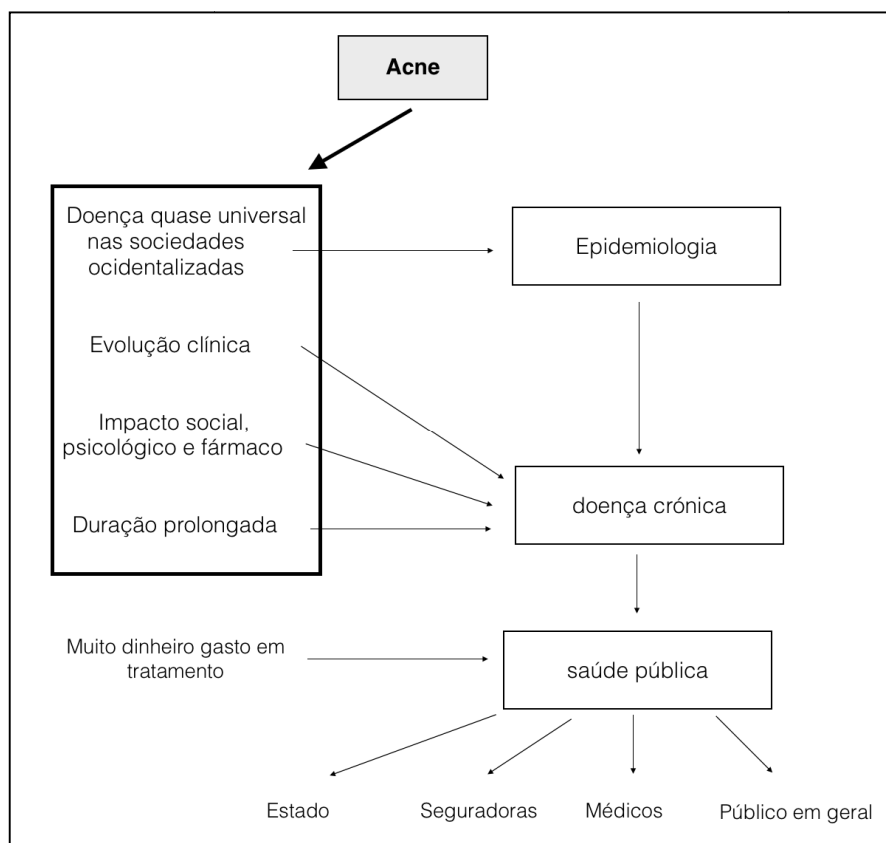 Acne
Doença quase universal
nas sociedades
ocidentalizadas
Epidemiologia
Evolução clínica
Impacto social,
psicológico e fármaco
doença crónica
Duração prolongada
Muito dinheiro gasto em
tratamento
saúde pública
Estado
Seguradoras
Médicos
Público em geral